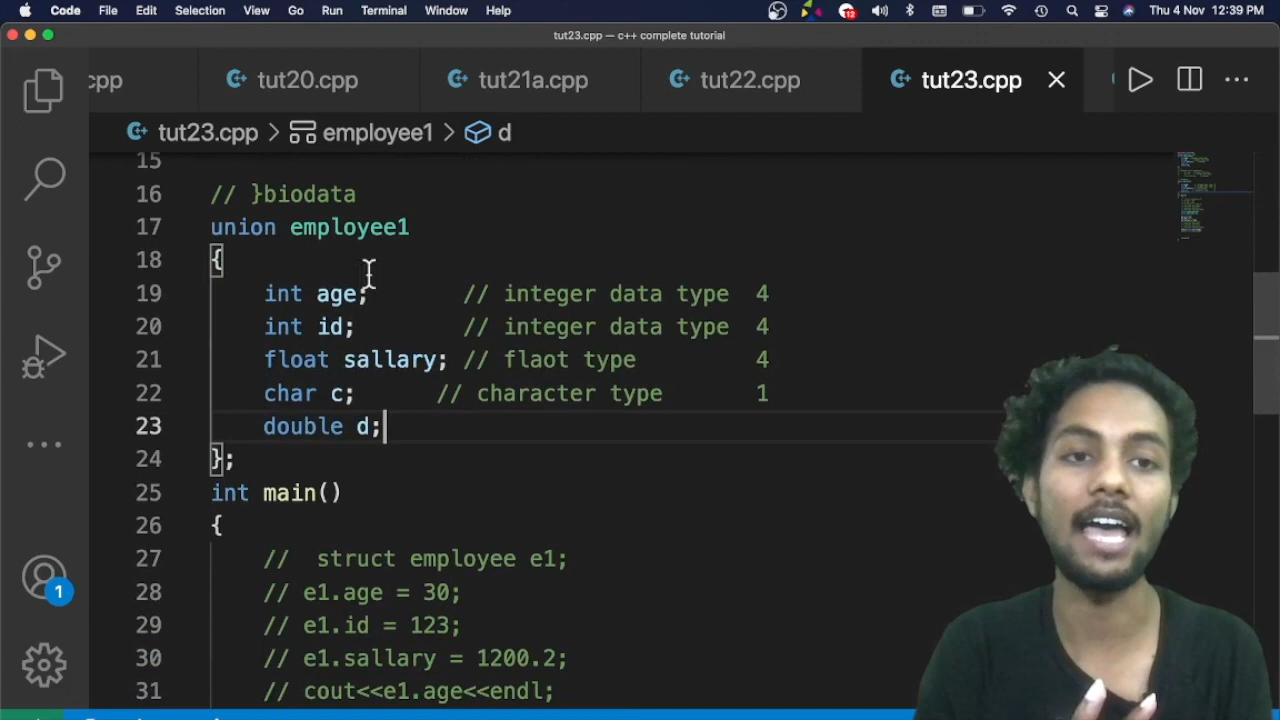 Code File Edit Selection View Go Run Terminal Window Help 12 Thu 4 Nov 12:39 PM
tut23.cpp — c++ complete tutorial
cpp tut20.cpp tut21a.cpp tut22.cpp tut23.cpp
tut23.cpp > employee1 > d
15
16 // }biodata
17 union employee1
18 {
19 int age; // integer data type 4
20 int id; // integer data type 4
21 float sallary; // flaot type 4
22 char c; // character type 1
23 double d;
24 };
25 int main()
26 {
27 // struct employee e1;
28 // e1.age = 30;
29 // e1.id = 123;
30 // e1.sallary = 1200.2;
31 // cout<<e1.age<<endl;
1